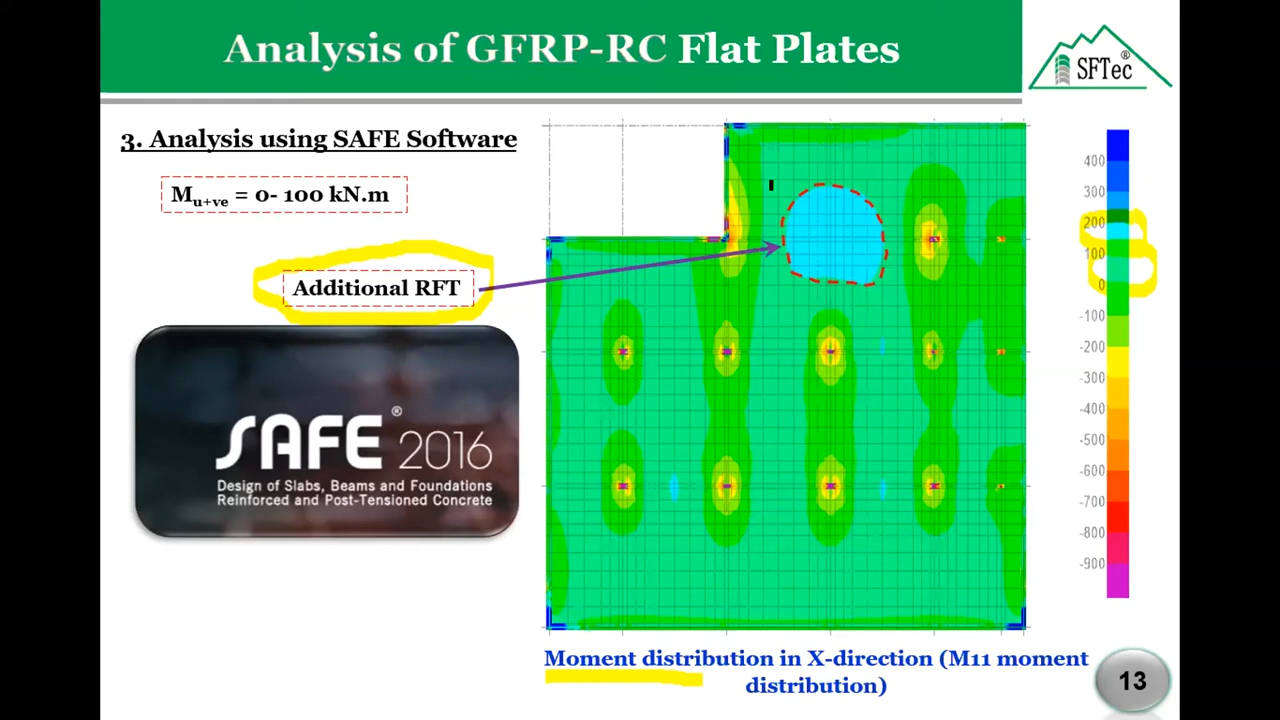 Analysis of GFRP-RC Flat Plates
SFTec®
3. Analysis using SAFE Software
Mu+ve = 0- 100 kN.m
Additional RFT
SAFE® 2016
Design of Slabs, Beams and Foundations
Reinforced and Post-Tensioned Concrete
400
300
200
100
0
-100
-200
-300
-400
-500
-600
-700
-800
-900
Moment distribution in X-direction (M11 moment
distribution)
13